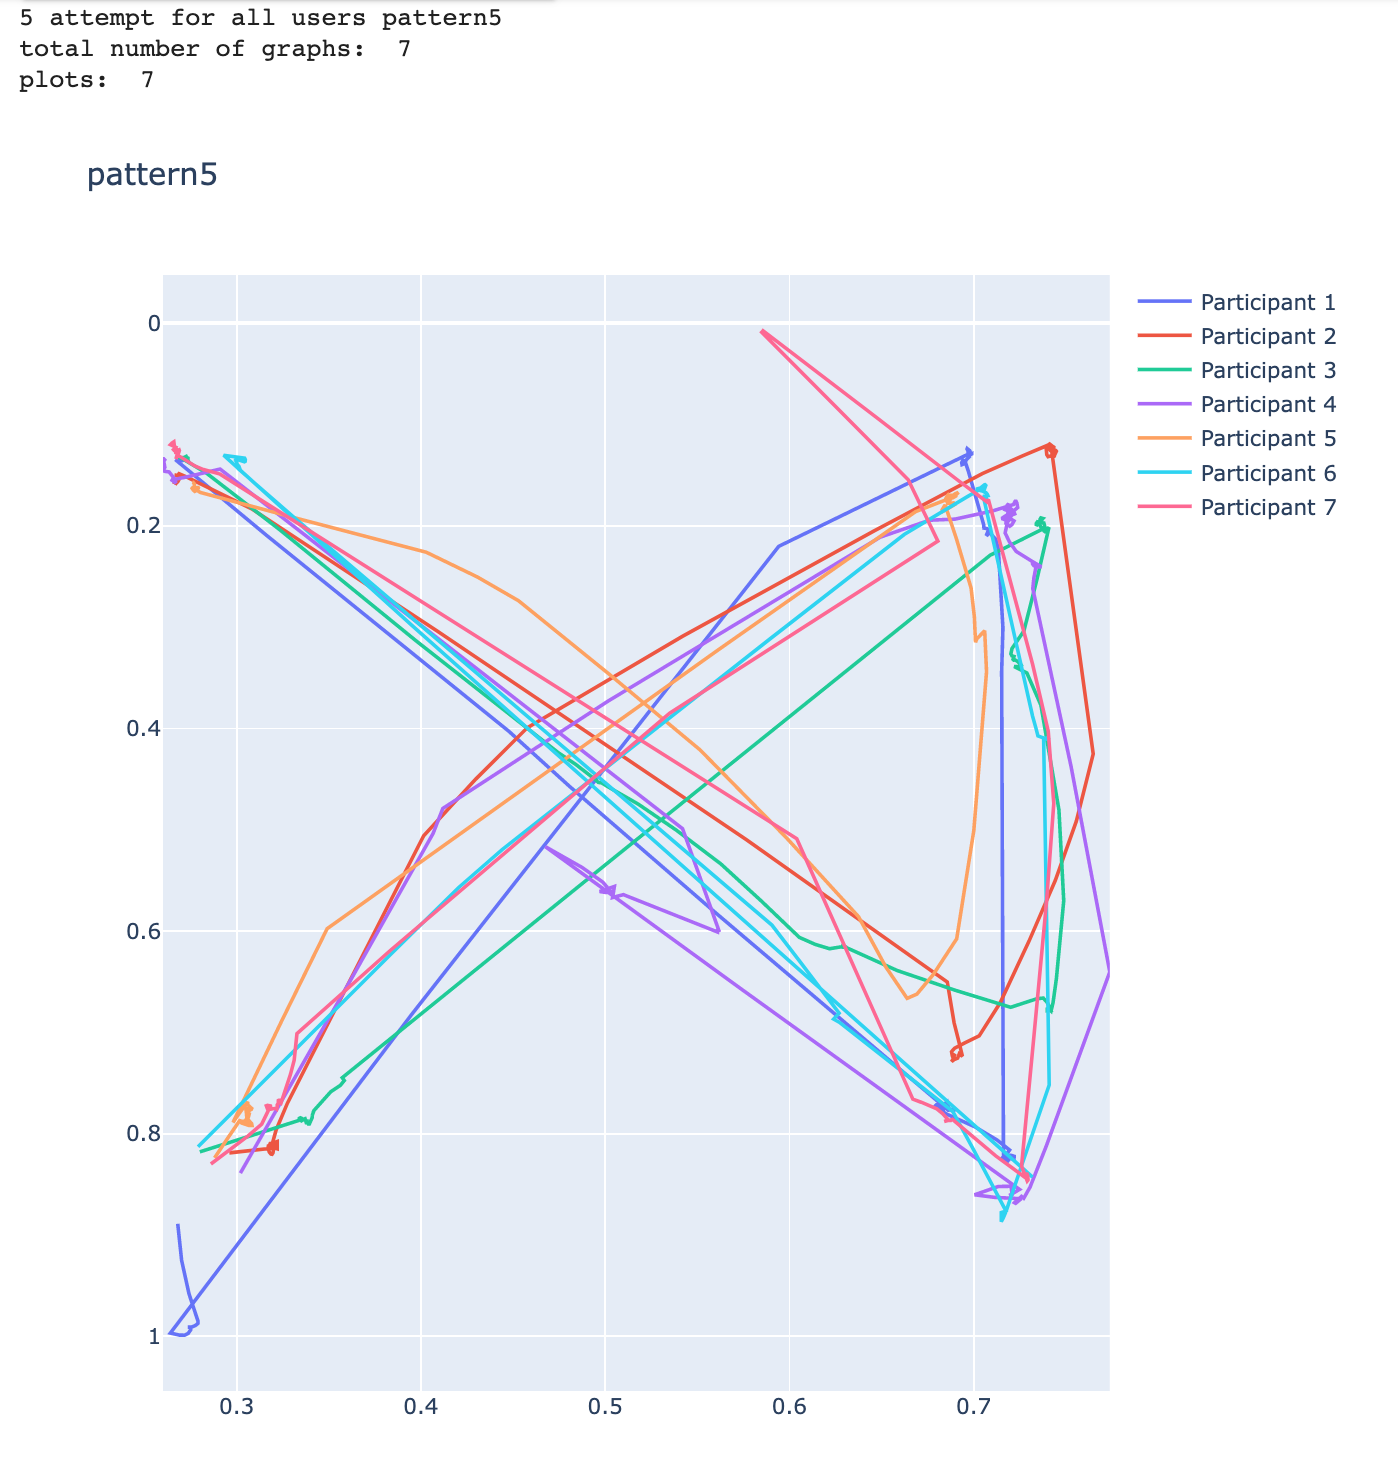 5 attempt for all users pattern5
total number of graphs:  7
plots:  7
pattern5
0
0.2
0.4
0.6
0.8
1
0.3 0.4 0.5 0.6 0.7
Participant 1
Participant 2
Participant 3
Participant 4
Participant 5
Participant 6
Participant 7